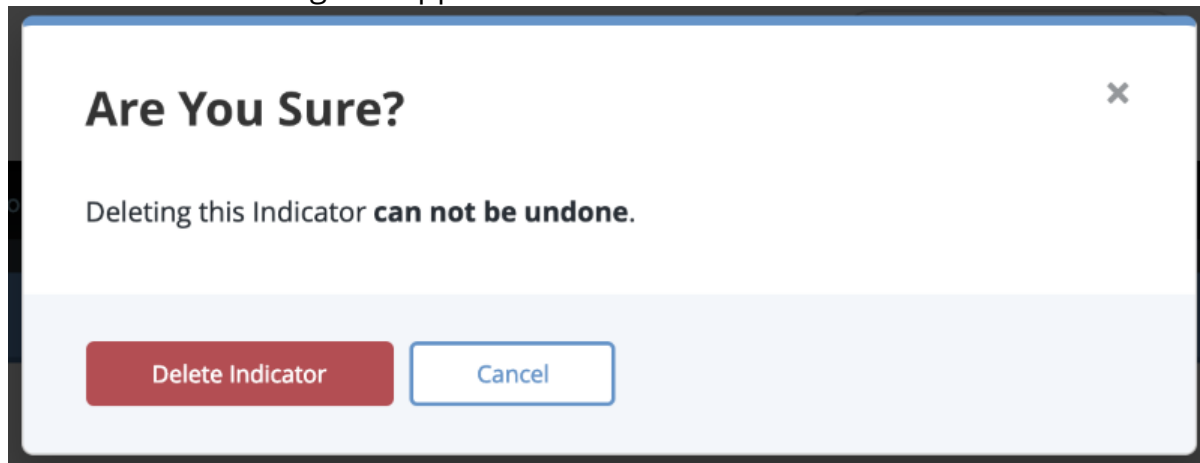 Are You Sure?
×
Deleting this Indicator can not be undone.
Delete Indicator
Cancel